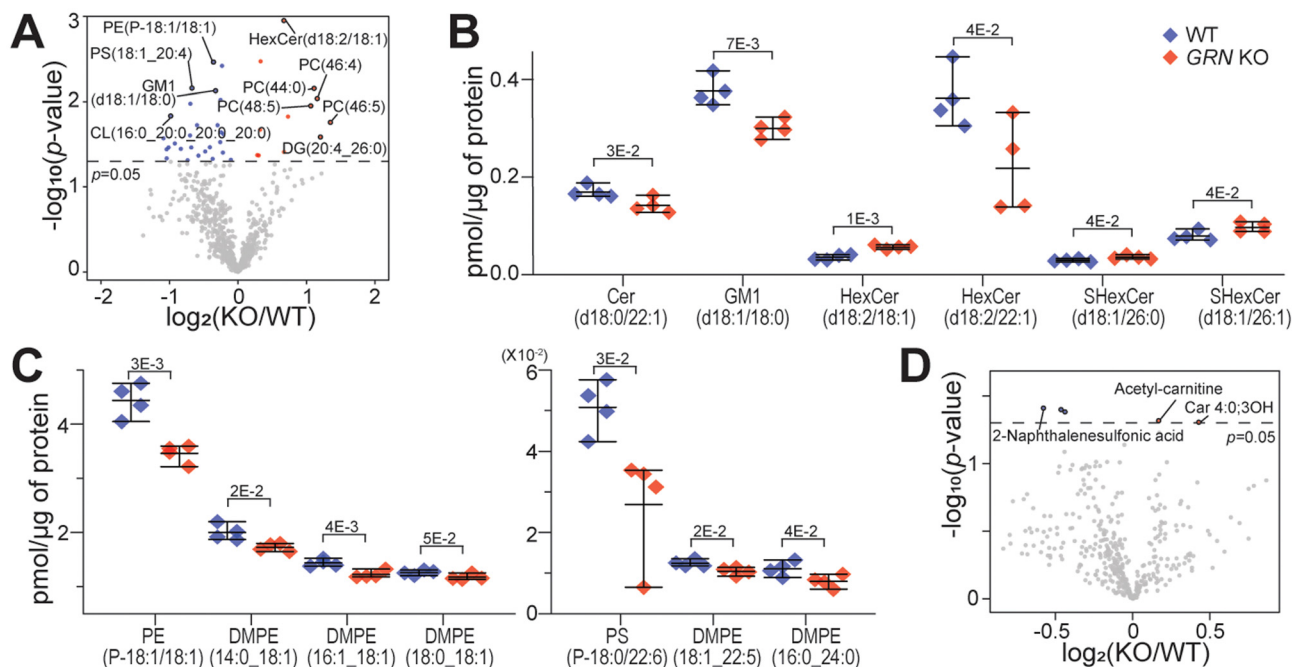 A
-log₁₀(p-value)
3
2
1
0
PE(P-18:1/18:1)
PS(18:1_20:4)
GM1
(d18:1/18:0)
CL(16:0_20:0_20:0_20:0)
HexCer(d18:2/18:1)
PC(46:4)
PC(44:0)
PC(48:5)
PC(46:5)
DG(20:4_26:0)
p=0.05
-2 -1 0 1 2
log₂(KO/WT)
B
WT
GRN KO
pmol/µg of protein
0.4
0.2
0.0
3E-2
7E-3
1E-3
4E-2
4E-2
4E-2
Cer GM1 HexCer HexCer SHexCer SHexCer
(d18:0/22:1) (d18:1/18:0) (d18:2/18:1) (d18:2/22:1) (d18:1/26:0) (d18:1/26:1)
C
pmol/µg of protein
4
2
3E-3
2E-2
4E-3
5E-2
PE DMPE DMPE DMPE
(P-18:1/18:1) (14:0_18:1) (16:1_18:1) (18:0_18:1)
(X10⁻²)
6
4
2
0
3E-2
2E-2
4E-2
PS DMPE DMPE
(P-18:0/22:6) (18:1_22:5) (16:0_24:0)
D
-log₁₀(p-value)
1
0
Acetyl-carnitine
Car 4:0;3OH
2-Naphthalenesulfonic acid
p=0.05
-0.5 0 0.5
log₂(KO/WT)